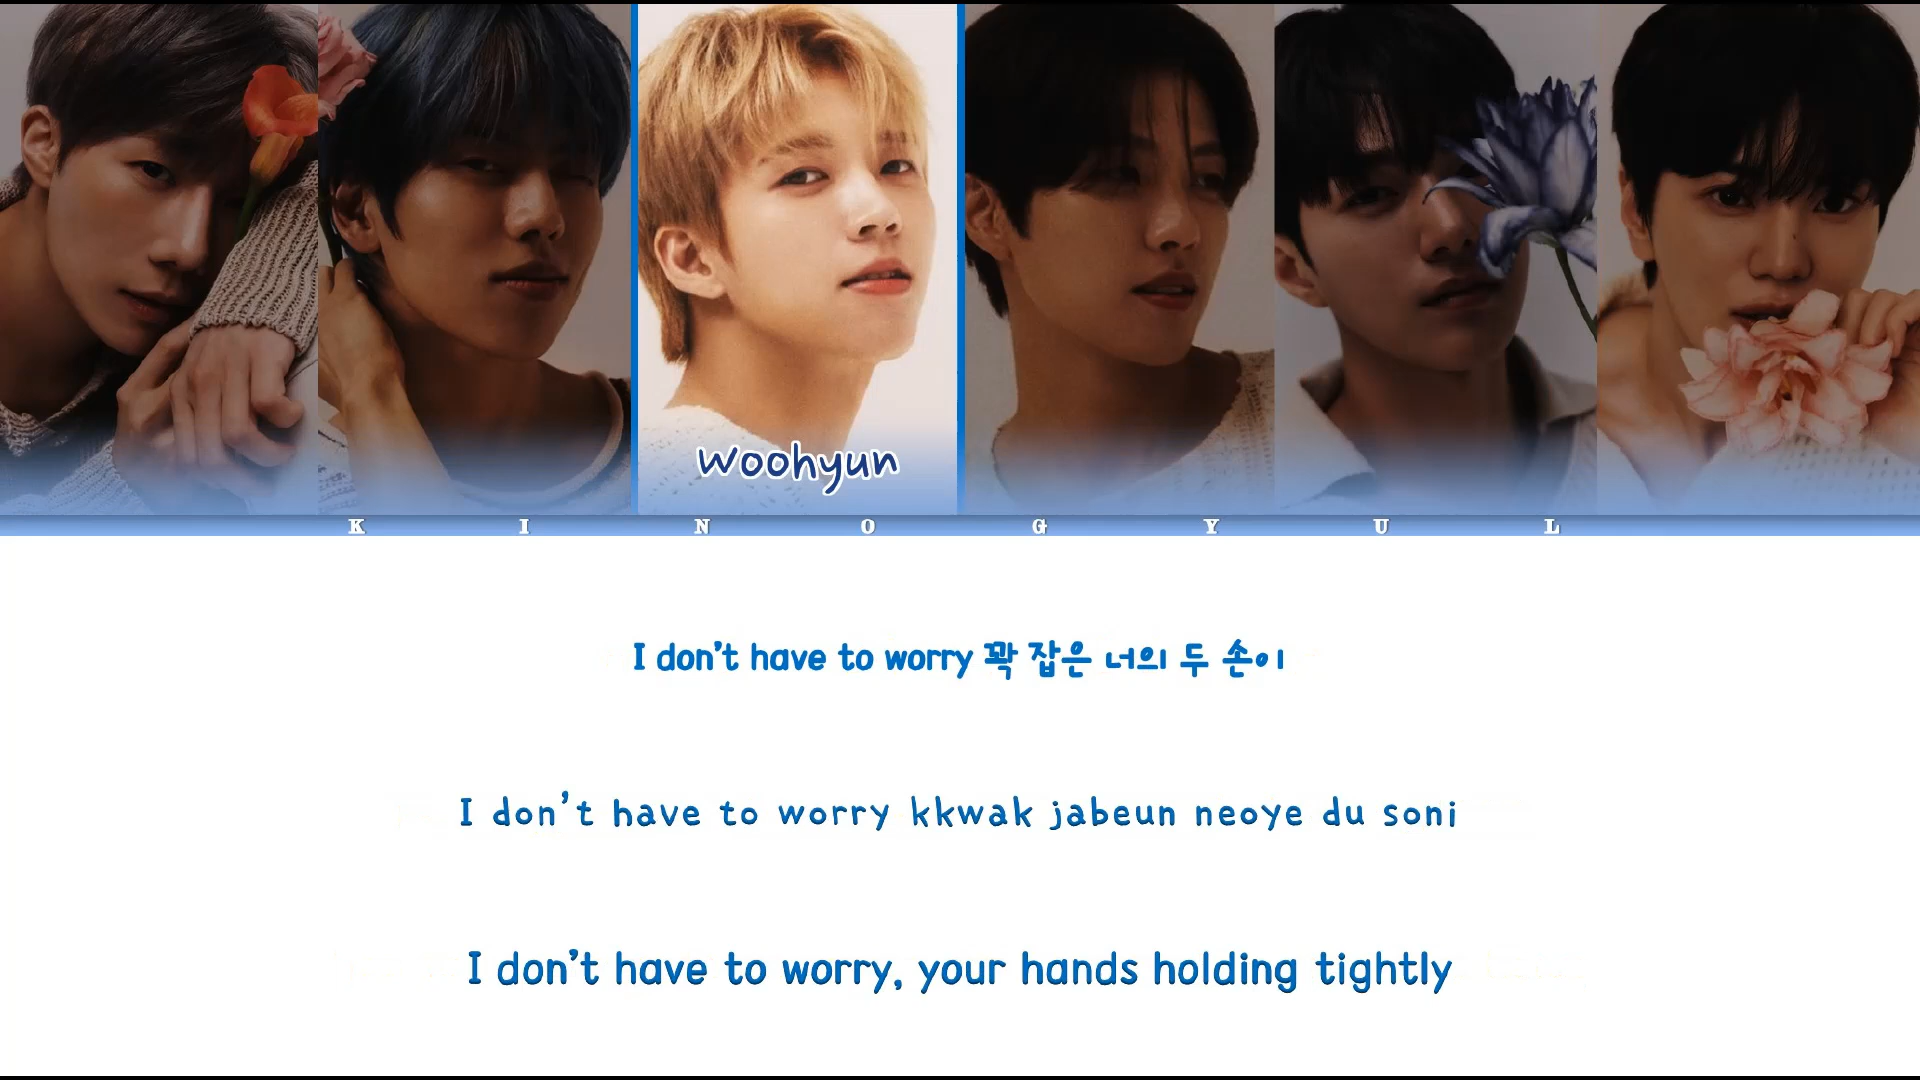 woohyun
K I N O G Y U L
I don't have to worry 꽉 잡은 너의 두 손이
I don't have to worry kkwak jabeun neoye du soni
I don't have to worry, your hands holding tightly